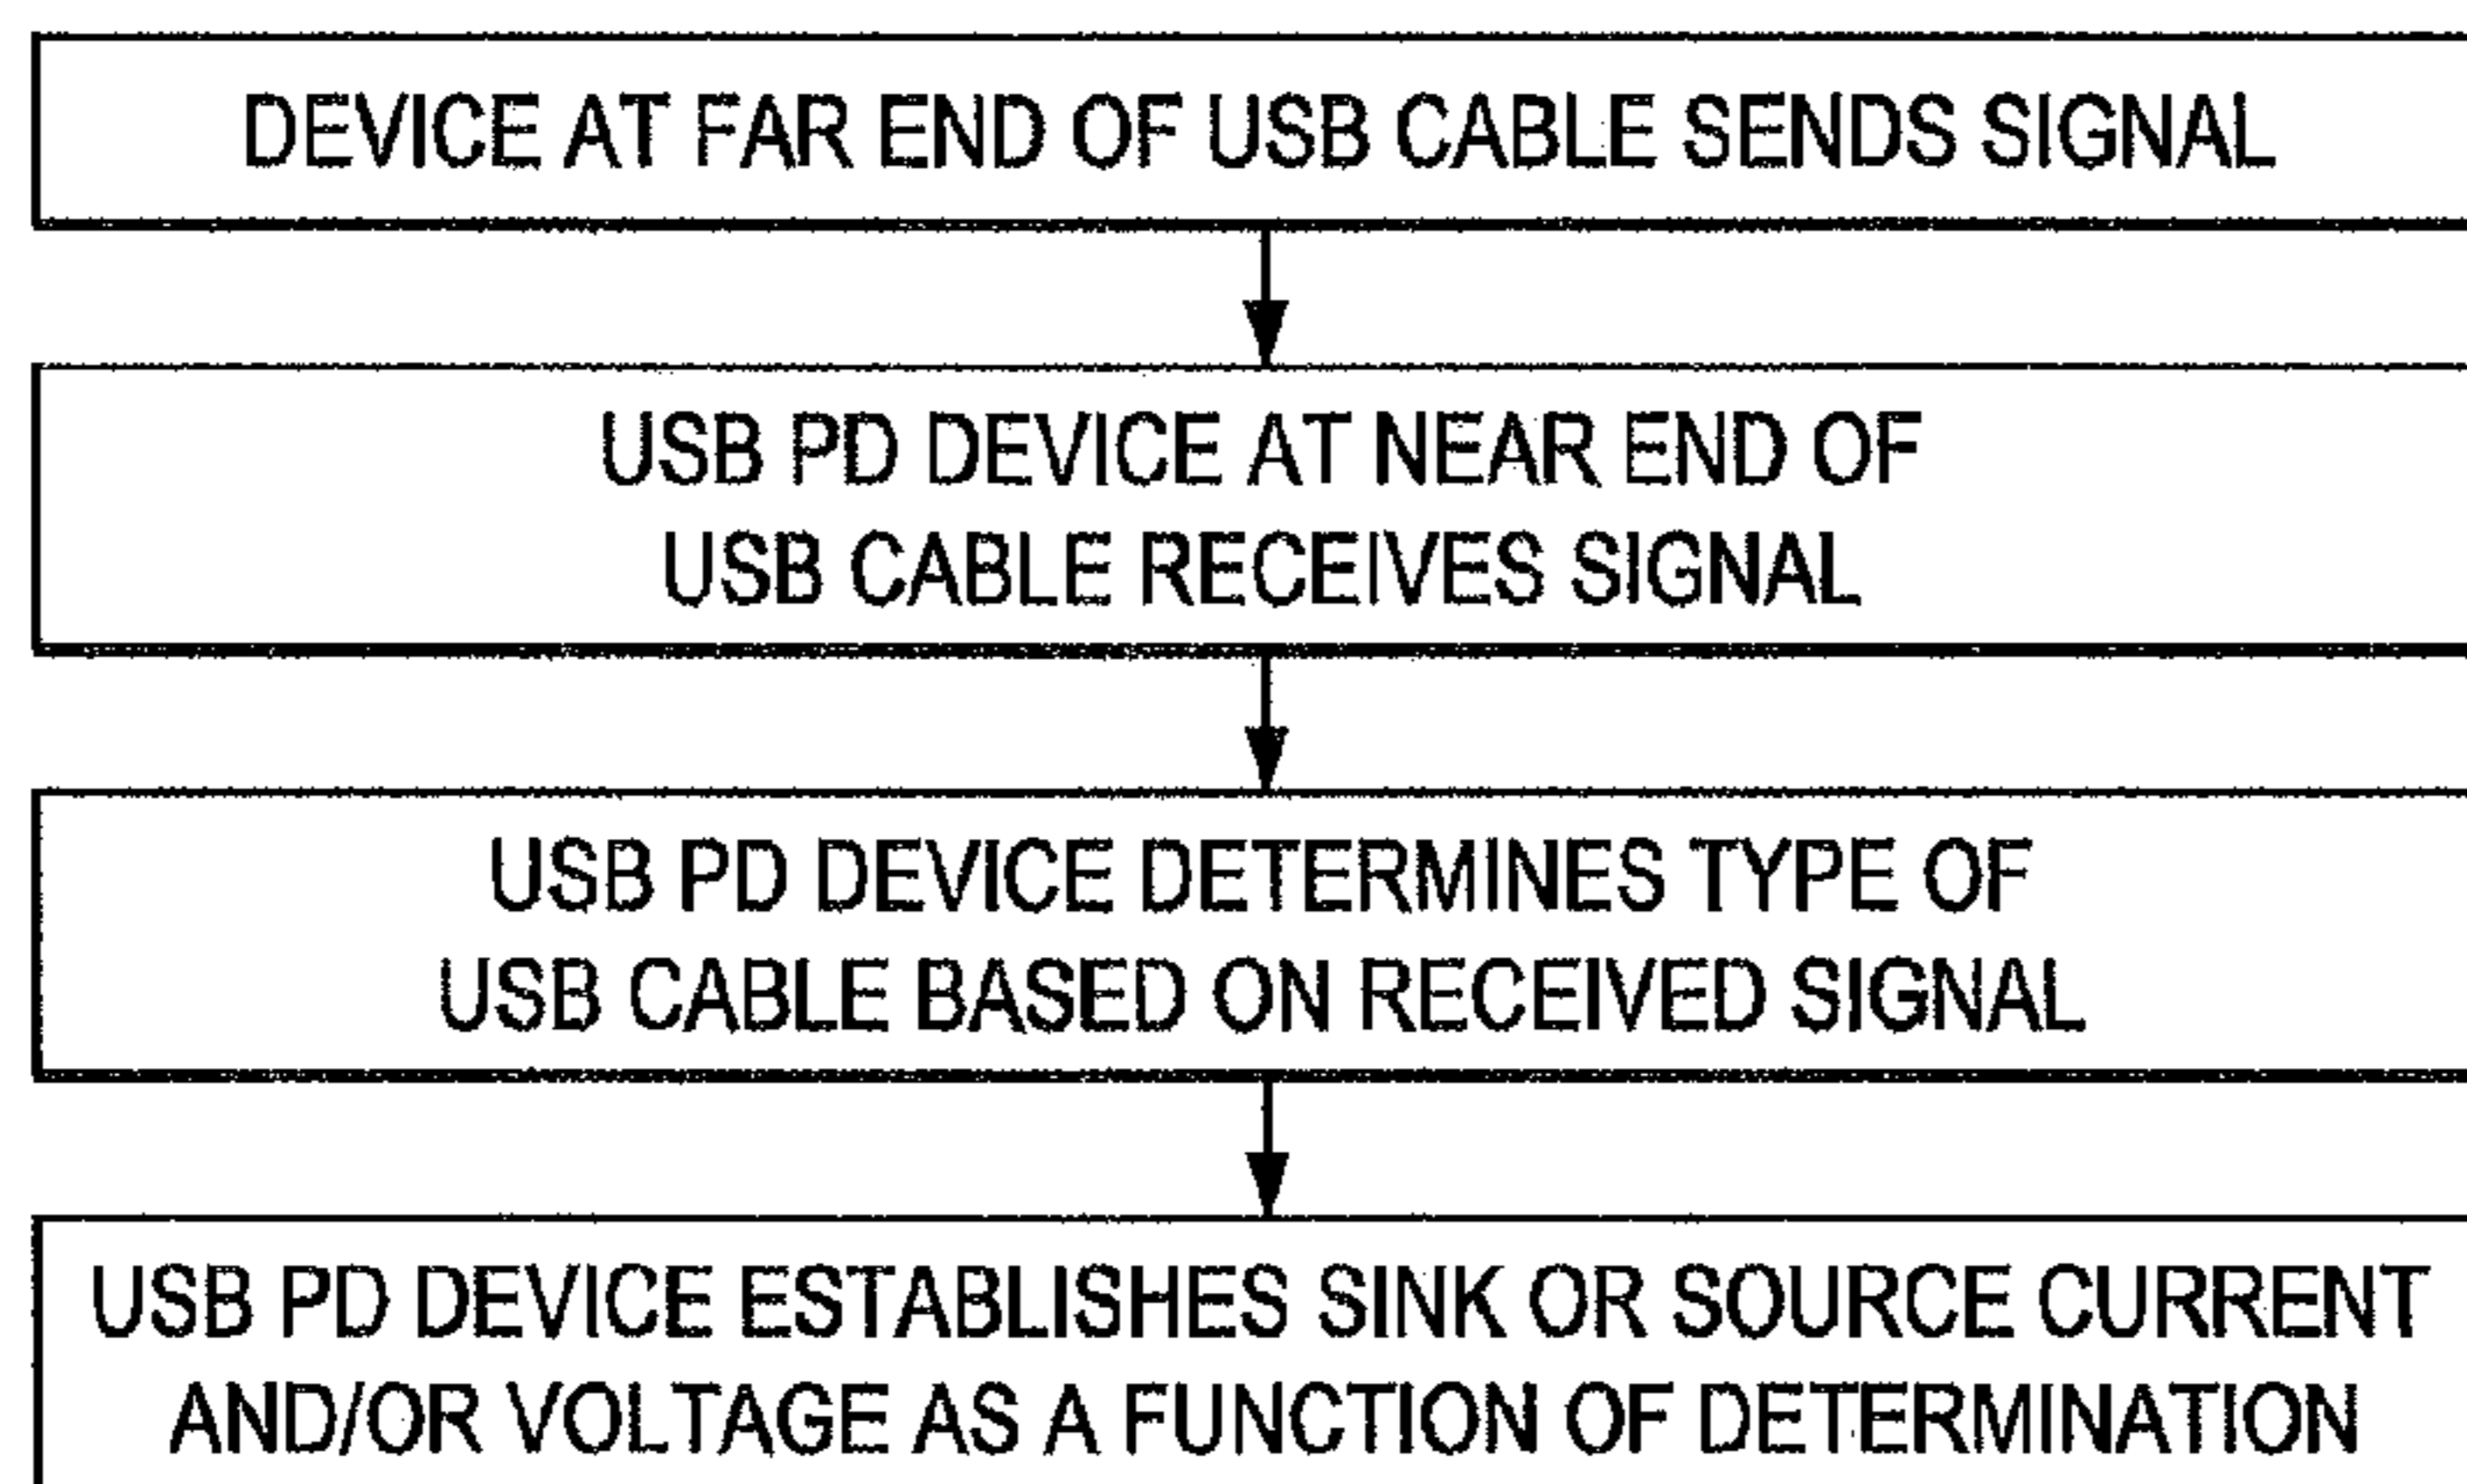 DEVICE AT FAR END OF USB CABLE SENDS SIGNAL
USB PD DEVICE AT NEAR END OF
USB CABLE RECEIVES SIGNAL
USB PD DEVICE DETERMINES TYPE OF
USB CABLE BASED ON RECEIVED SIGNAL
USB PD DEVICE ESTABLISHES SINK OR SOURCE CURRENT
AND/OR VOLTAGE AS A FUNCTION OF DETERMINATION